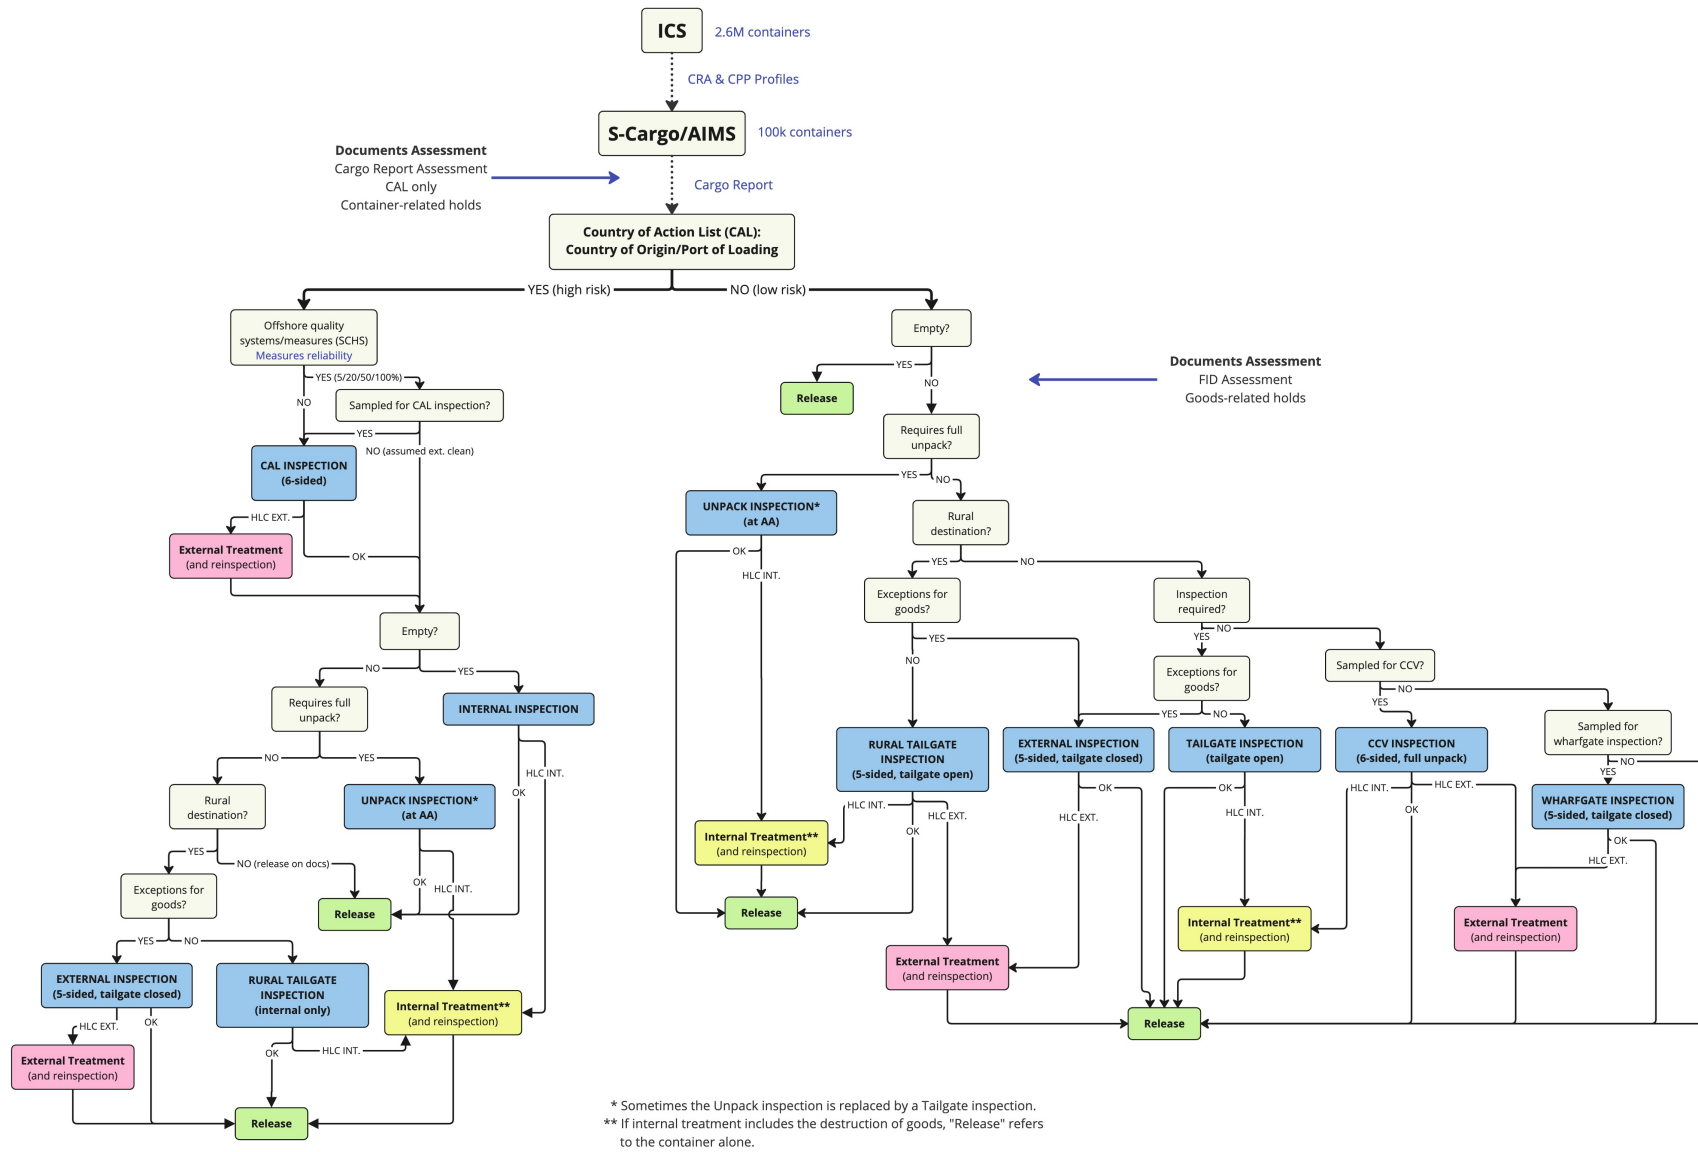 ICS
2.6M containers
CRA & CPP Profiles
S-Cargo/AIMS
100k containers
Documents Assessment
Cargo Report Assessment
CAL only
Container-related holds
Cargo Report
Country of Action List (CAL):
Country of Origin/Port of Loading
YES (high risk)
NO (low risk)
Offshore quality
systems/measures (SCHS)
Measures reliability
YES (5/20/50/100%)
NO
Sampled for CAL inspection?
YES
NO (assumed ext. clean)
CAL INSPECTION
(6-sided)
HLC EXT.
External Treatment
(and reinspection)
OK
Empty?
NO
YES
Requires full
unpack?
INTERNAL INSPECTION
NO
YES
HLC INT.
OK
Rural
destination?
UNPACK INSPECTION*
(at AA)
YES
NO (release on docs)
OK
HLC INT.
Exceptions for
goods?
Release
YES
NO
EXTERNAL INSPECTION
(5-sided, tailgate closed)
RURAL TAILGATE
INSPECTION
(internal only)
Internal Treatment**
(and reinspection)
HLC EXT.
OK
OK
HLC INT.
External Treatment
(and reinspection)
Release
Empty?
YES
NO
Release
Documents Assessment
FID Assessment
Goods-related holds
Requires full
unpack?
YES
NO
UNPACK INSPECTION*
(at AA)
Rural
destination?
OK
HLC INT.
YES
NO
Exceptions for
goods?
Inspection
required?
YES
NO
YES
NO
Exceptions for
goods?
Sampled for CCV?
YES
NO
YES
NO
Sampled for
wharfgate inspection?
RURAL TAILGATE
INSPECTION
(5-sided, tailgate open)
EXTERNAL INSPECTION
(5-sided, tailgate closed)
TAILGATE INSPECTION
(tailgate open)
CCV INSPECTION
(6-sided, full unpack)
YES
NO
WHARFGATE INSPECTION
(5-sided, tailgate closed)
HLC INT.
OK
HLC EXT.
OK
HLC EXT.
OK
HLC INT.
HLC INT.
OK
HLC EXT.
OK
HLC EXT.
Internal Treatment**
(and reinspection)
Release
External Treatment
(and reinspection)
Internal Treatment**
(and reinspection)
External Treatment
(and reinspection)
Release
* Sometimes the Unpack inspection is replaced by a Tailgate inspection.
** If internal treatment includes the destruction of goods, "Release" refers
to the container alone.